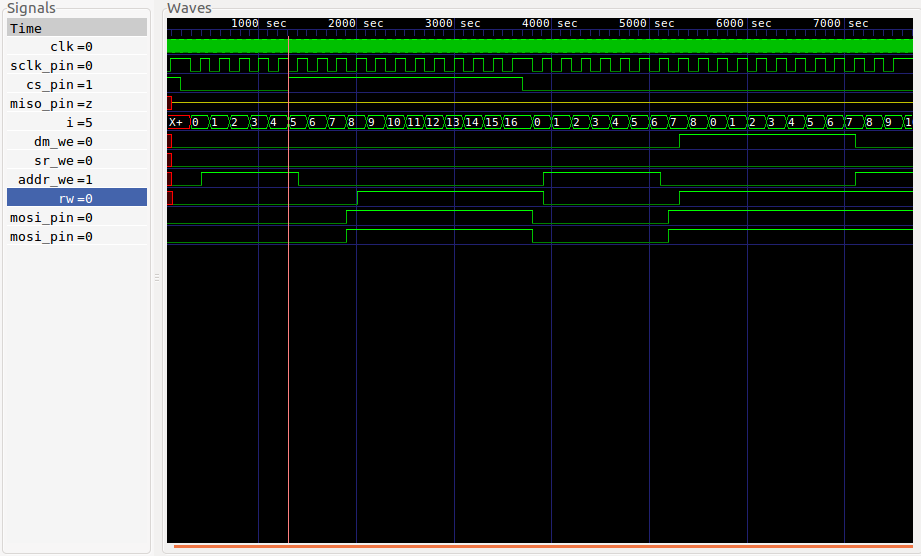 Signals
Time
clk=0
sclk_pin=0
cs_pin=1
miso_pin=z
i=5
dm_we=0
sr_we=0
addr_we=1
rw=0
mosi_pin=0
mosi_pin=0
Waves
1000 sec 2000 sec 3000 sec 4000 sec 5000 sec 6000 sec 7000 sec
X+ 0 1 2 3 4 5 6 7 8 9 10 11 12 13 14 15 16 0 1 2 3 4 5 6 7 8 0 1 2 3 4 5 6 7 8 9